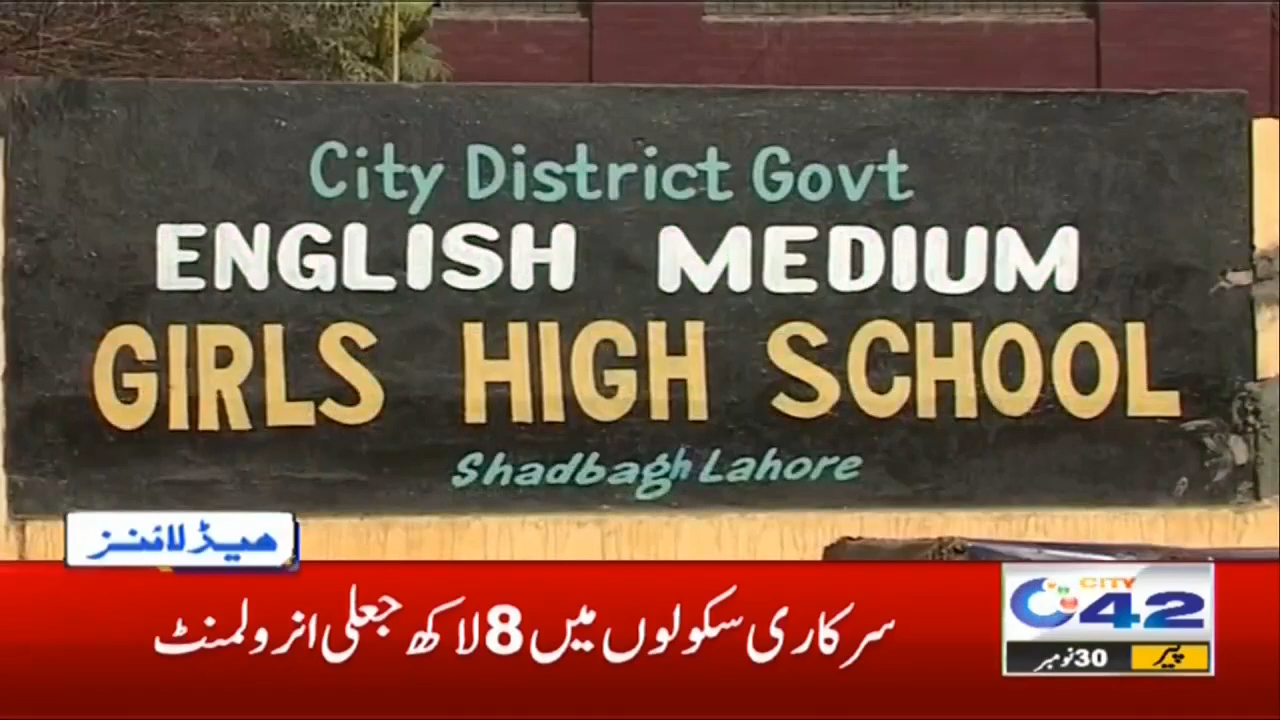 City District Govt
ENGLISH MEDIUM
GIRLS HIGH SCHOOL
Shadbagh Lahore
ہیڈلائنز
سرکاری سکولوں میں 8 لاکھ جعلی انرولمنٹ
CITY
42
پیر
30 نومبر